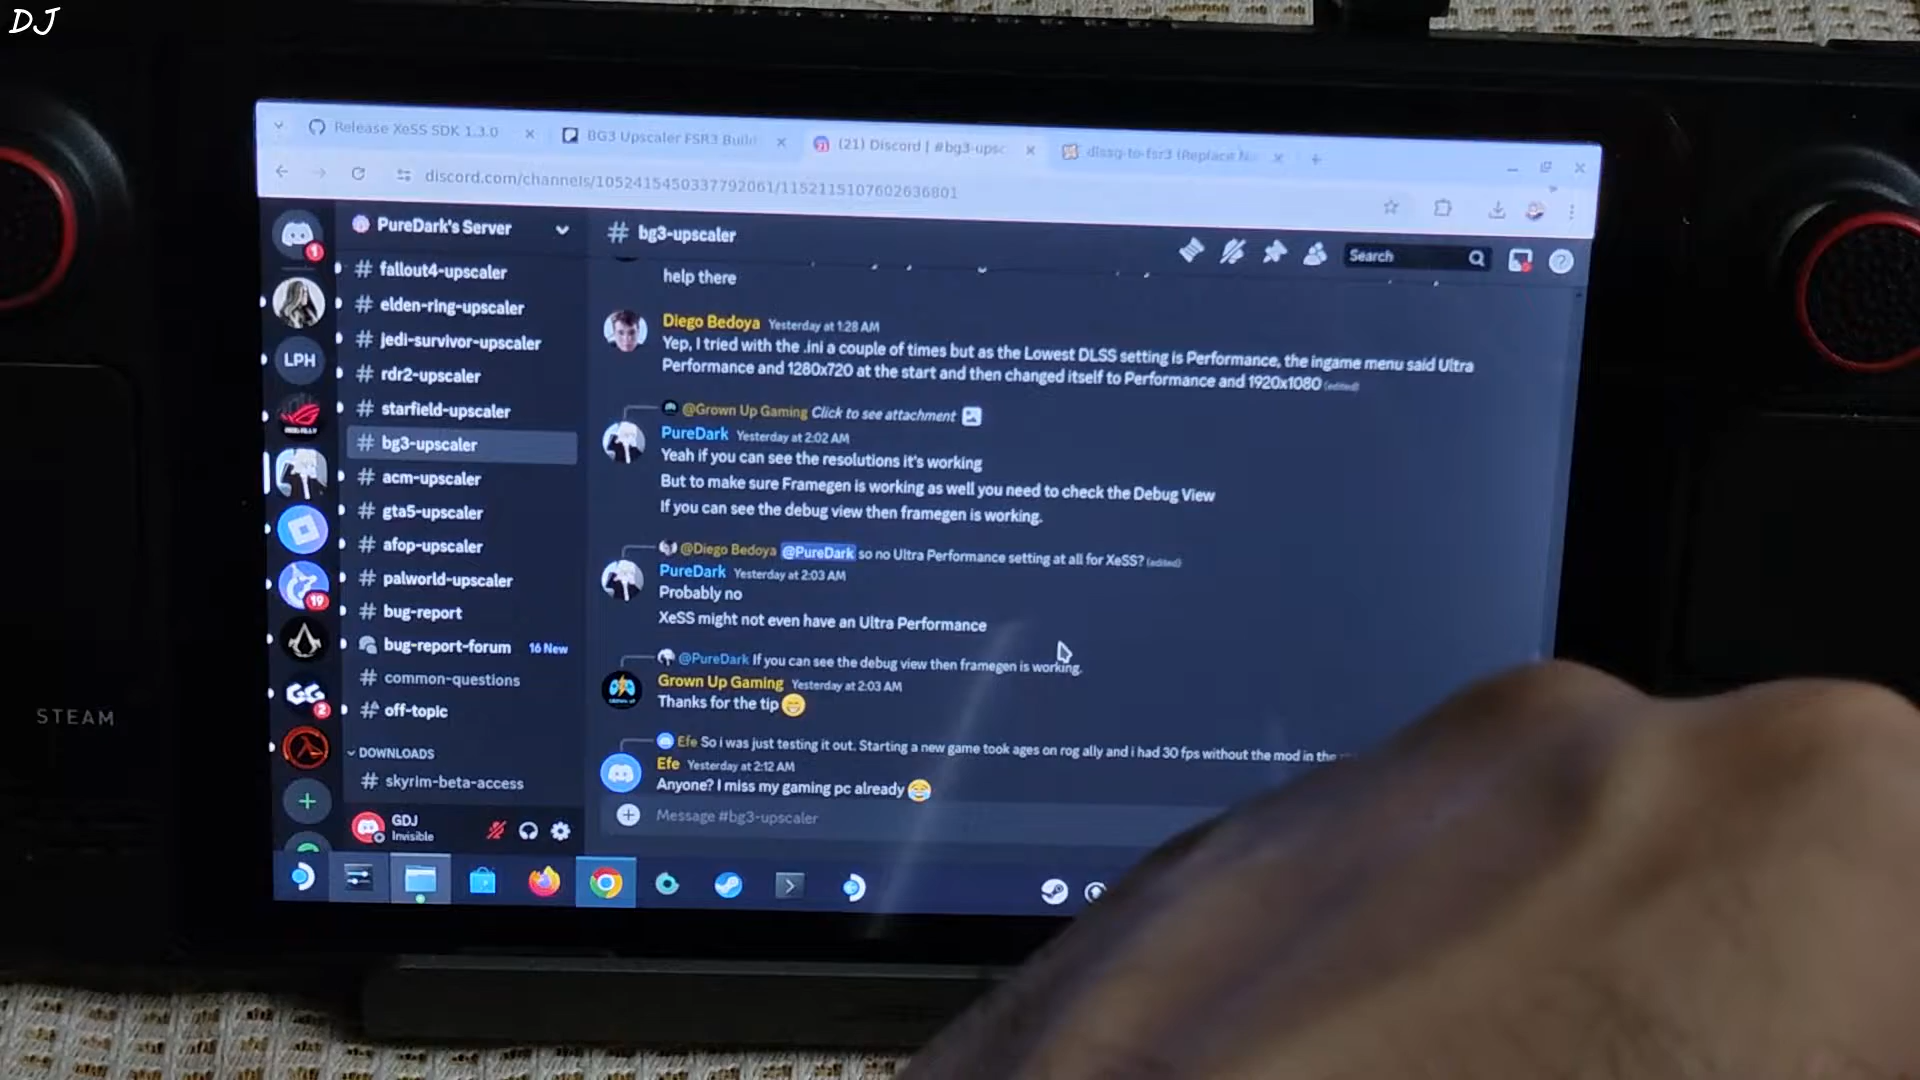 DJ
Release XeSS SDK 1.3.0
BG3 Upscaler FSR3 Build
(21) Discord | #bg3-upsc
dlssg-to-fsr3 (Replace
discord.com/channels/1052415450337792061/1152115107602636801
PureDark's Server
# bg3-upscaler
Search
1
# fallout4-upscaler
# elden-ring-upscaler
# jedi-survivor-upscaler
LPH
# rdr2-upscaler
# starfield-upscaler
# bg3-upscaler
# acm-upscaler
# gta5-upscaler
# afop-upscaler
# palworld-upscaler
19
# bug-report
bug-report-forum 16 New
# common-questions
GG
2
# off-topic
DOWNLOADS
# skyrim-beta-access
GDJ
Invisible
help there
Diego Bedoya Yesterday at 1:28 AM
Yep, I tried with the .ini a couple of times but as the Lowest DLSS setting is Performance, the ingame menu said Ultra
Performance and 1280x720 at the start and then changed itself to Performance and 1920x1080 (edited)
@Grown Up Gaming Click to see attachment
PureDark Yesterday at 2:02 AM
Yeah if you can see the resolutions it's working
But to make sure Framegen is working as well you need to check the Debug View
If you can see the debug view then framegen is working.
@Diego Bedoya @PureDark so no Ultra Performance setting at all for XeSS? (edited)
PureDark Yesterday at 2:03 AM
Probably no
XeSS might not even have an Ultra Performance
@PureDark If you can see the debug view then framegen is working.
Grown Up Gaming Yesterday at 2:03 AM
Thanks for the tip 😁
Efe So i was just testing it out. Starting a new game took ages on rog ally and i had 30 fps without the mod in the
Efe Yesterday at 2:12 AM
Anyone? I miss my gaming pc already 😂
Message #bg3-upscaler
STEAM